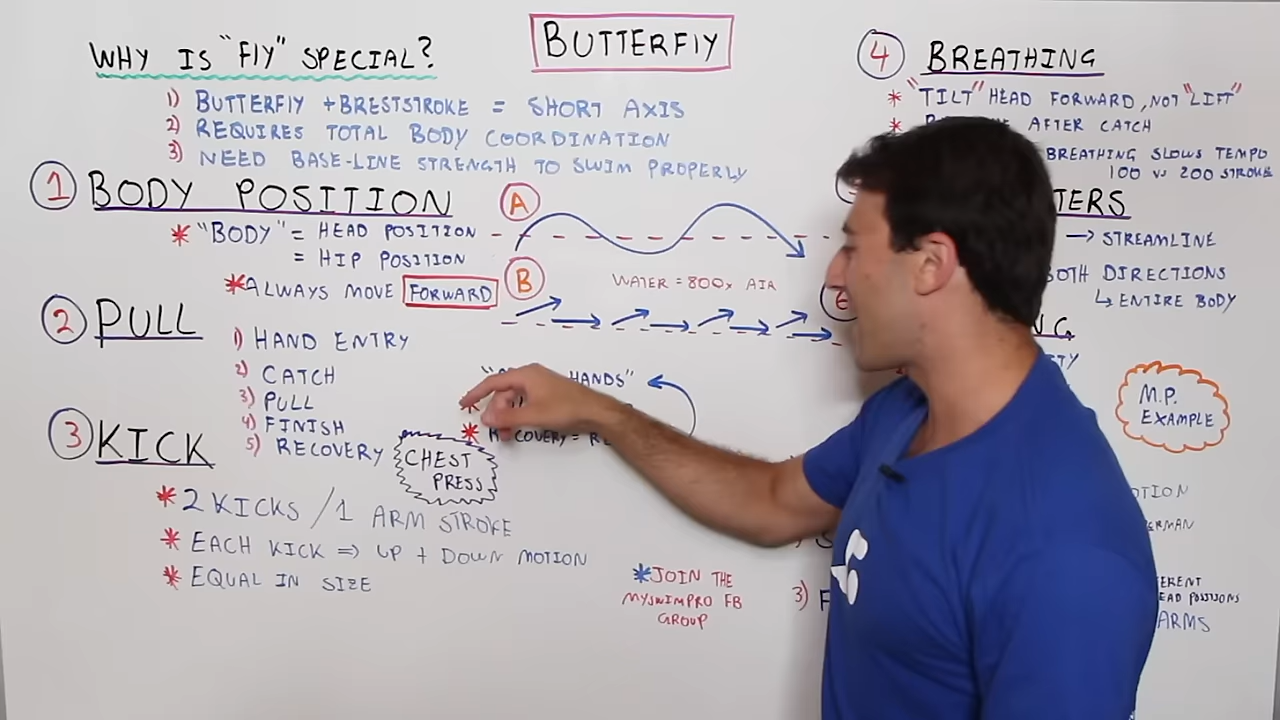 BUTTERFLY
WHY IS "FLY" SPECIAL?
1) BUTTERFLY + BRESTSTROKE = SHORT AXIS
2) REQUIRES TOTAL BODY COORDINATION
3) NEED BASE-LINE STRENGTH TO SWIM PROPERLY
1 BODY POSITION
* "BODY" = HEAD POSITION
= HIP POSITION
* ALWAYS MOVE FORWARD
A
B
WATER = 800x AIR
2 PULL
1) HAND ENTRY
2) CATCH
3) PULL
4) FINISH
5) RECOVERY
HANDS"
*
*
CHEST
PRESS
3 KICK
* 2 KICKS / 1 ARM STROKE
* EACH KICK => UP + DOWN MOTION
* EQUAL IN SIZE
* JOIN THE
MYSWIMPRO FB
GROUP
4 BREATHING
* "TILT" HEAD FORWARD, NOT "LIFT"
* AFTER CATCH
BREATHING SLOWS TEMPO
100 vs 200 STROKE
→ STREAMLINE
BOTH DIRECTIONS
↳ ENTIRE BODY
M.P.
EXAMPLE
3)
ARMS